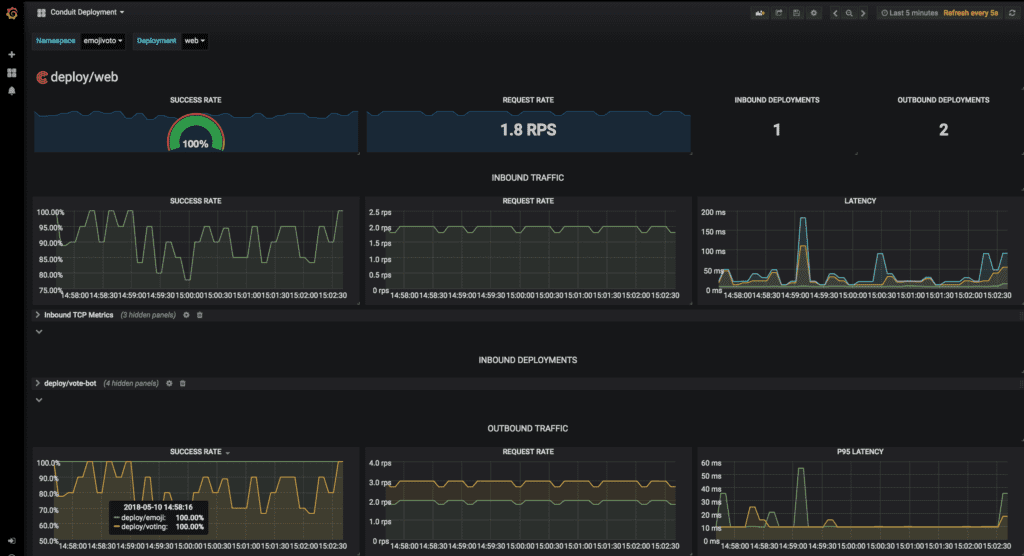 Conduit Deployment
Last 5 minutes Refresh every 5s
Namespace emojivoto Deployment web
deploy/web
SUCCESS RATE
REQUEST RATE
INBOUND DEPLOYMENTS
OUTBOUND DEPLOYMENTS
100%
1.8 RPS
1
2
INBOUND TRAFFIC
SUCCESS RATE
100.00%
95.00%
90.00%
85.00%
80.00%
75.00%
14:58:00 14:58:30 14:59:00 14:59:30 15:00:00 15:00:30 15:01:00 15:01:30 15:02:00 15:02:30
REQUEST RATE
2.5 rps
2.0 rps
1.5 rps
1.0 rps
0.5 rps
0 rps
14:58:00 14:58:30 14:59:00 14:59:30 15:00:00 15:00:30 15:01:00 15:01:30 15:02:00 15:02:30
LATENCY
200 ms
150 ms
100 ms
50 ms
0 ms
14:58:00 14:58:30 14:59:00 14:59:30 15:00:00 15:00:30 15:01:00 15:01:30 15:02:00 15:02:30
Inbound TCP Metrics (3 hidden panels)
INBOUND DEPLOYMENTS
deploy/vote-bot (4 hidden panels)
OUTBOUND TRAFFIC
SUCCESS RATE
100.0%
90.0%
80.0%
70.0%
60.0%
50.0%
2018-05-10 14:58:16
deploy/emoji: 100.00%
deploy/voting: 100.00%
14:58:00 14:58:30 14:59:00 14:59:30 15:00:00 15:00:30 15:01:00 15:01:30 15:02:00 15:02:30
REQUEST RATE
4.0 rps
3.0 rps
2.0 rps
1.0 rps
0 rps
14:58:00 14:58:30 14:59:00 14:59:30 15:00:00 15:00:30 15:01:00 15:01:30 15:02:00 15:02:30
P95 LATENCY
60 ms
50 ms
40 ms
30 ms
20 ms
10 ms
0 ms
14:58:00 14:58:30 14:59:00 14:59:30 15:00:00 15:00:30 15:01:00 15:01:30 15:02:00 15:02:30